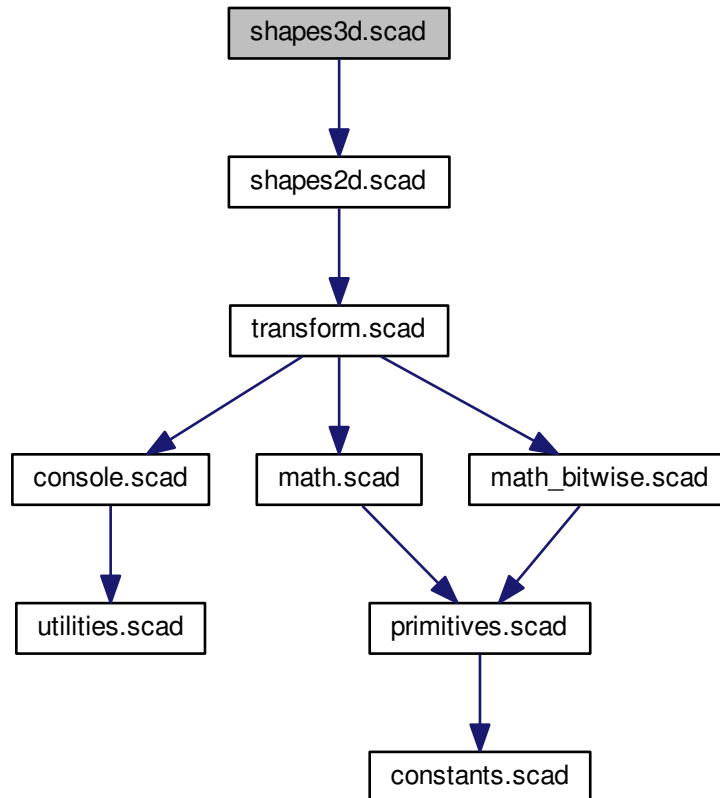 shapes3d.scad
shapes2d.scad
transform.scad
console.scad
math.scad
math_bitwise.scad
utilities.scad
primitives.scad
constants.scad